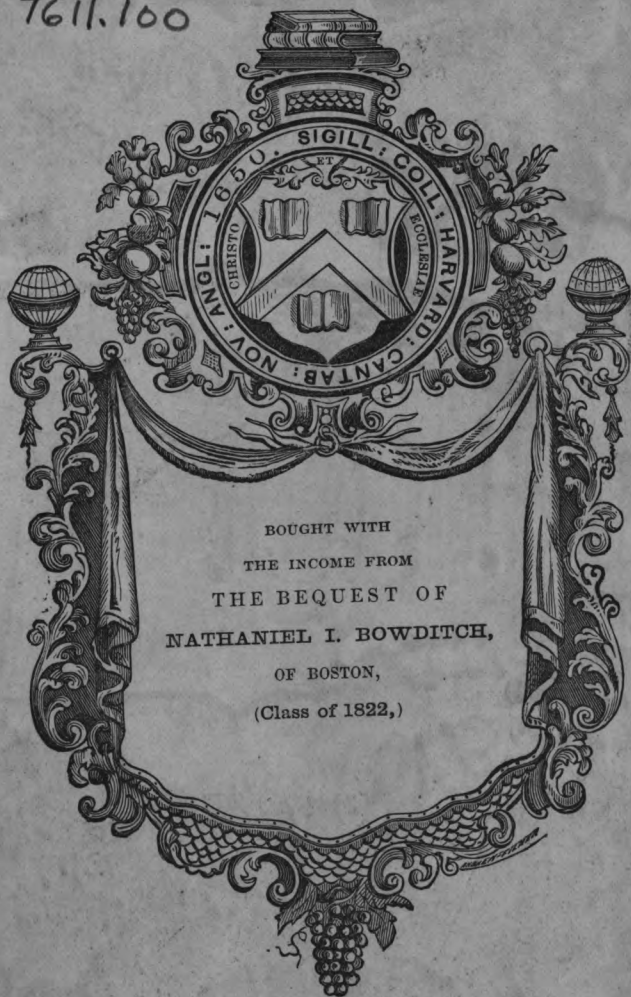 7611.100
SIGILL: COLL: HARVARD: CANTAB: NOV: ANGL: 1650.
CHRISTO
ET
ECCLESIAE
BOUGHT WITH
THE INCOME FROM
THE BEQUEST OF
NATHANIEL I. BOWDITCH,
OF BOSTON,
(Class of 1822,)